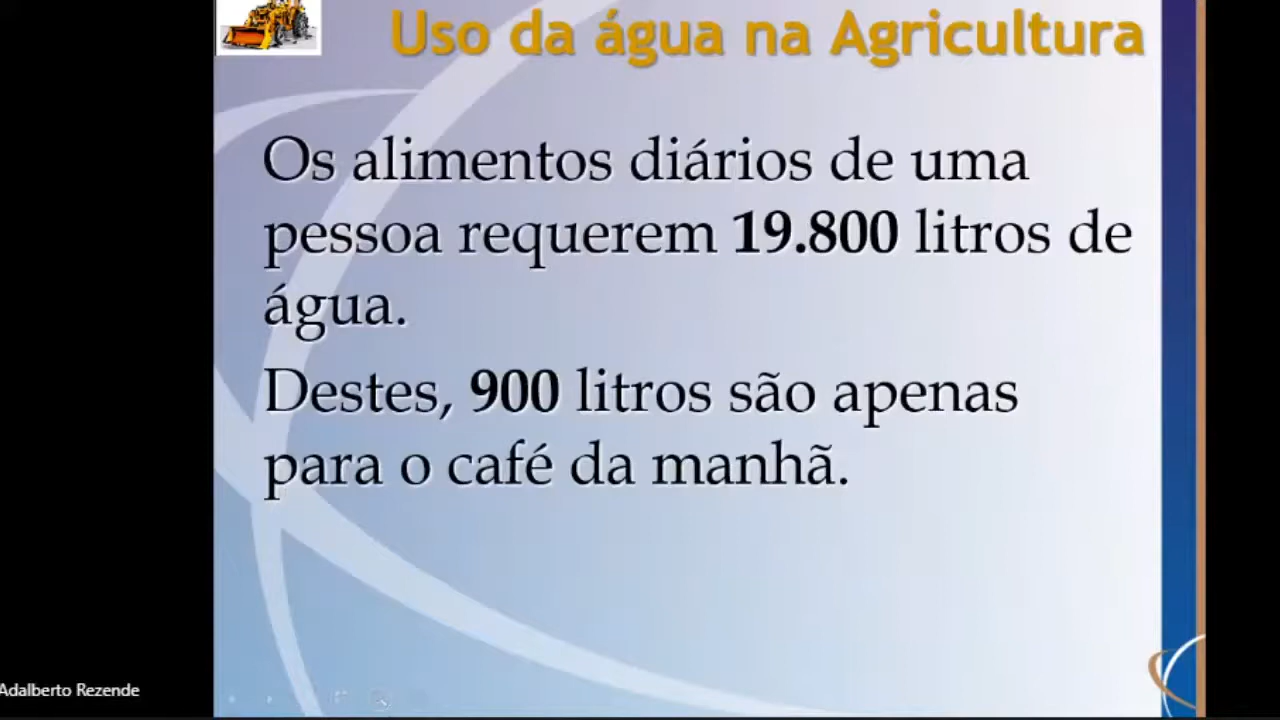 Uso da água na Agricultura
Os alimentos diários de uma
pessoa requerem 19.800 litros de
água.
Destes, 900 litros são apenas
para o café da manhã.
Adalberto Rezende